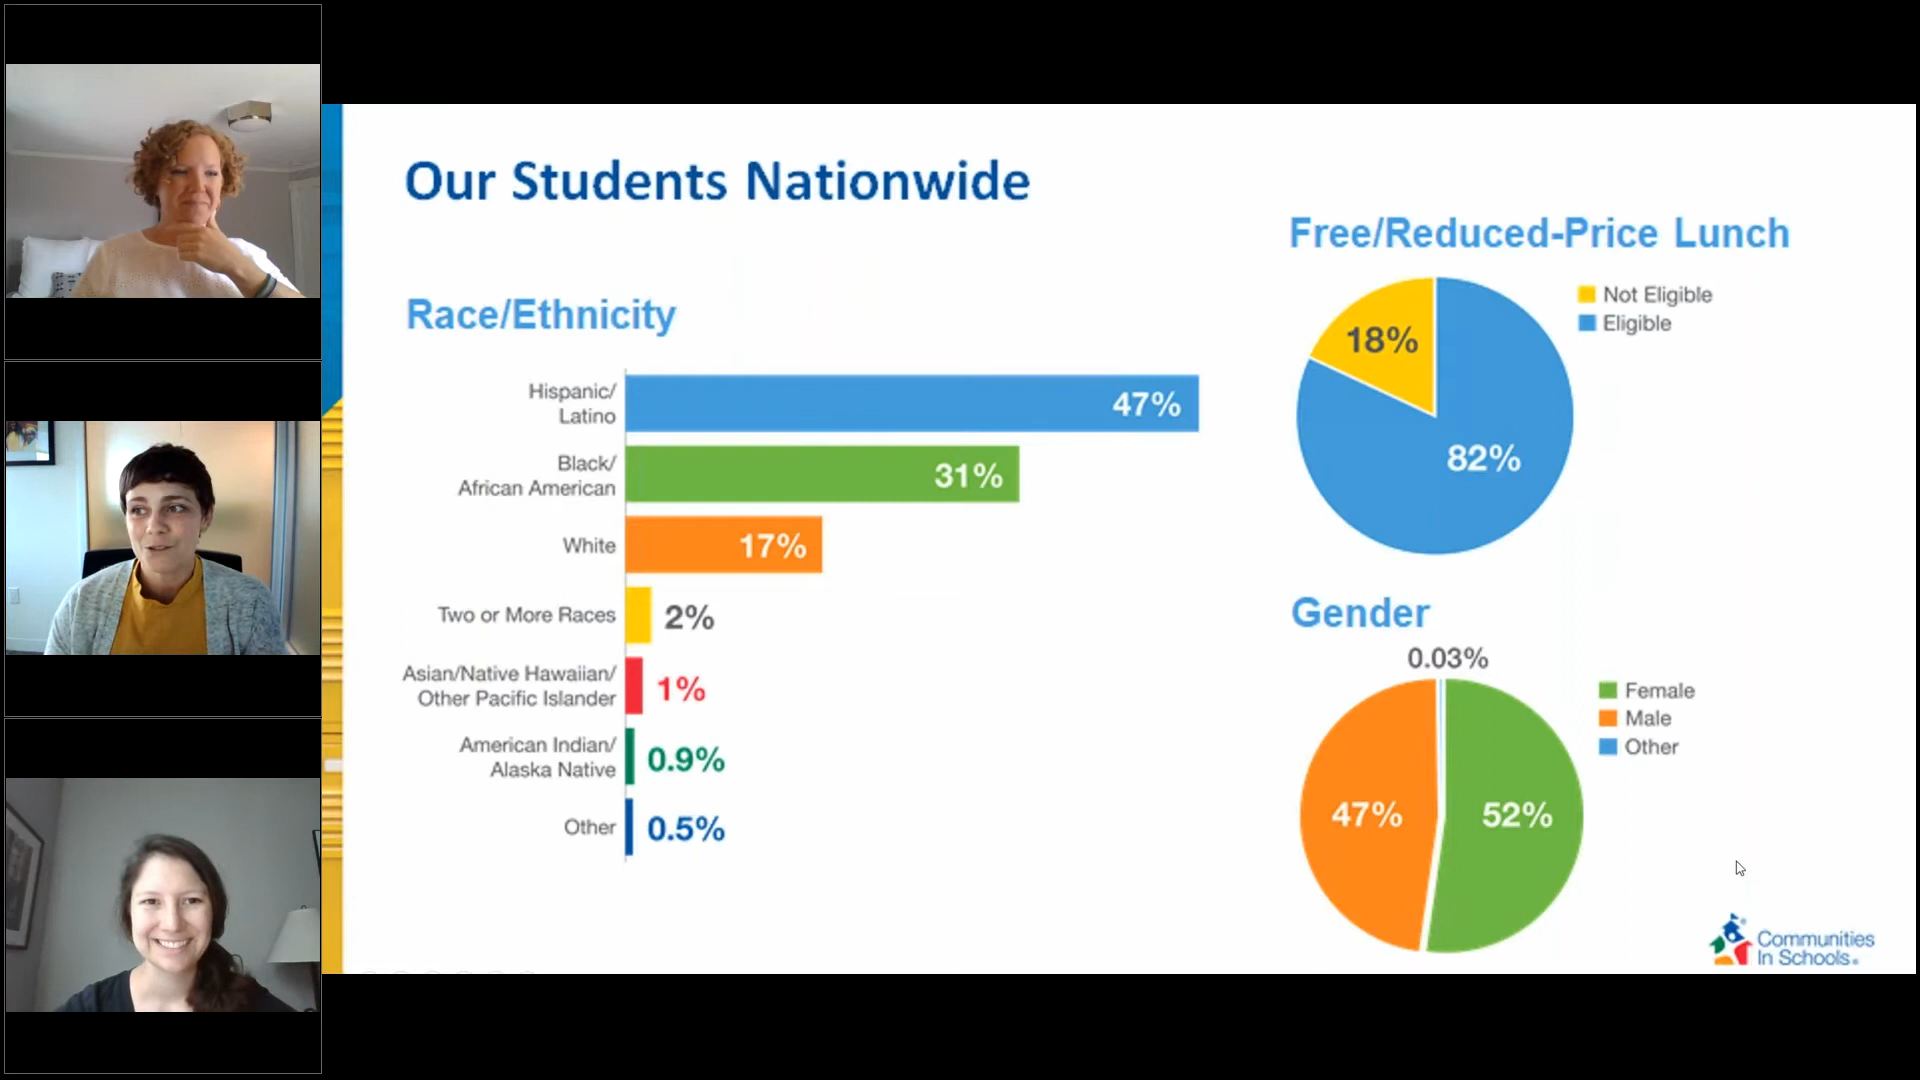 Our Students Nationwide
Race/Ethnicity
Hispanic/
Latino
47%
Black/
African American
31%
White
17%
Two or More Races
2%
Asian/Native Hawaiian/
Other Pacific Islander
1%
American Indian/
Alaska Native
0.9%
Other
0.5%
Free/Reduced-Price Lunch
Not Eligible
Eligible
18%
82%
Gender
0.03%
Female
Male
Other
47%
52%
Communities
In Schools®